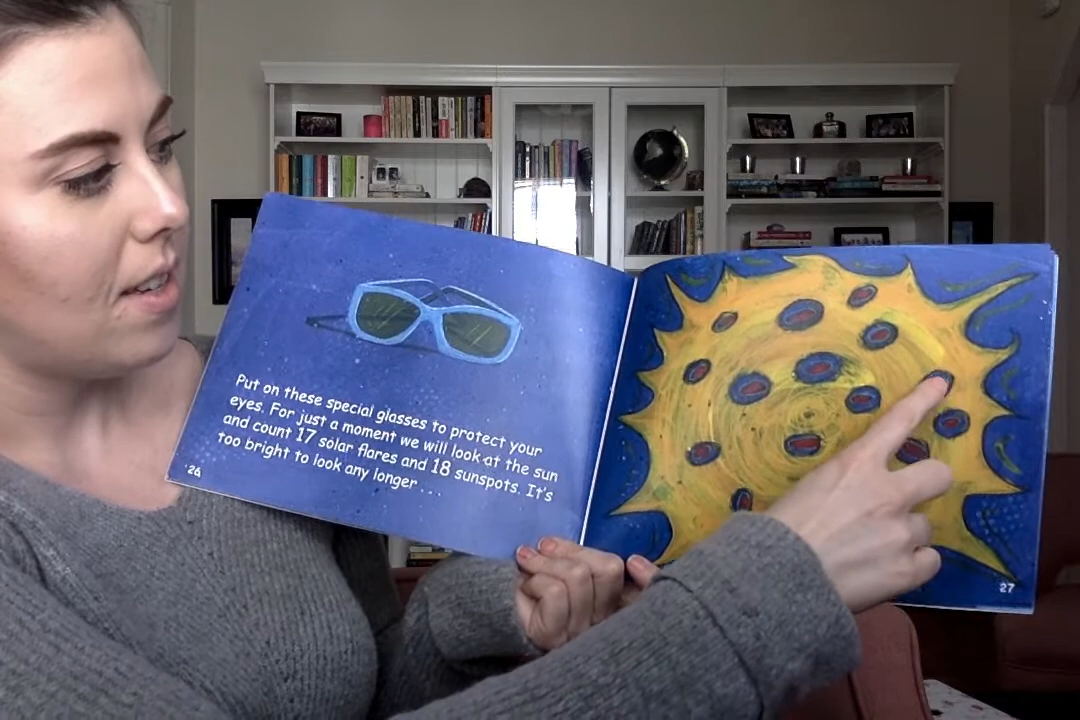 Put on these special glasses to protect your
eyes. For just a moment we will look at the sun
and count 17 solar flares and 18 sunspots. It's
too bright to look any longer ...
26
27